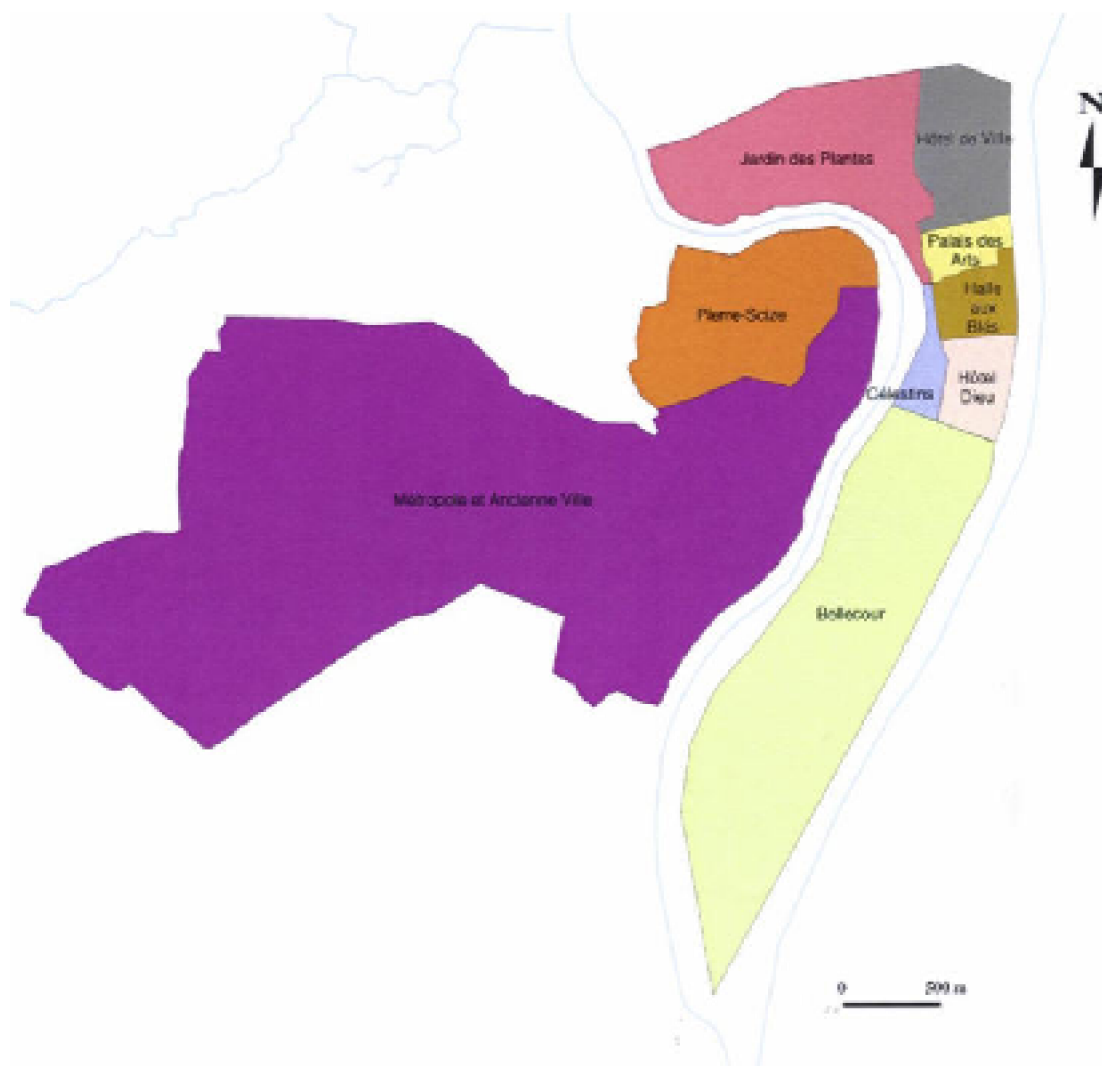 N
Hôtel de Ville
Jardin des Plantes
Palais des
Arts
Halle
aux
Blés
Pierre-Scize
Hôtel
Dieu
Célestins
Métropole et Ancienne Ville
Bellecour
0 500 m